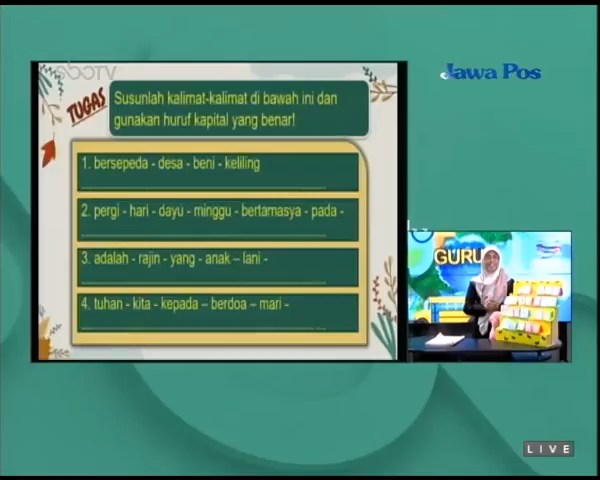 sbo TV
Jawa Pos
TUGAS
Susunlah kalimat-kalimat di bawah ini dan
gunakan huruf kapital yang benar!
1. bersepeda - desa - beni - keliling
2. pergi - hari - dayu - minggu - bertamasya - pada -
3. adalah - rajin - yang - anak – lani -
4. tuhan - kita - kepada – berdoa – mari -
GURU
LIVE